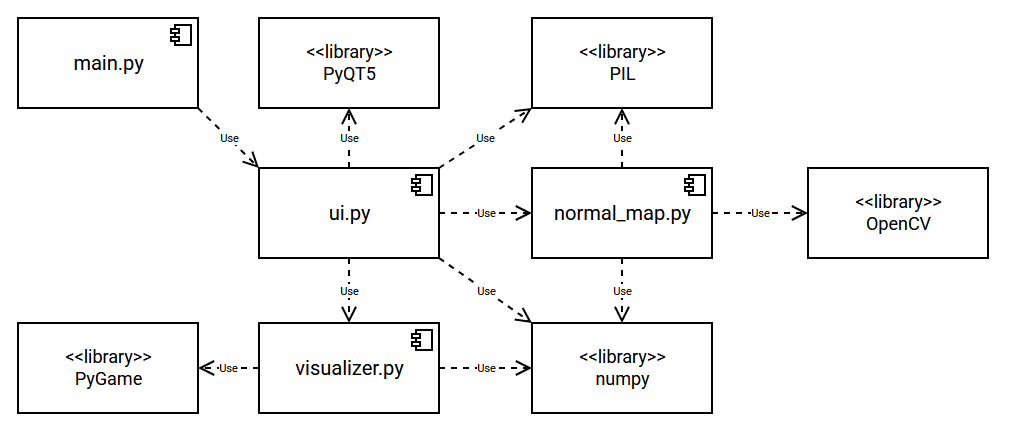 main.py
<<library>>
PyQT5
<<library>>
PIL
Use
Use
Use
Use
ui.py
Use
normal_map.py
Use
<<library>>
OpenCV
Use
Use
Use
<<library>>
PyGame
Use
visualizer.py
Use
<<library>>
numpy